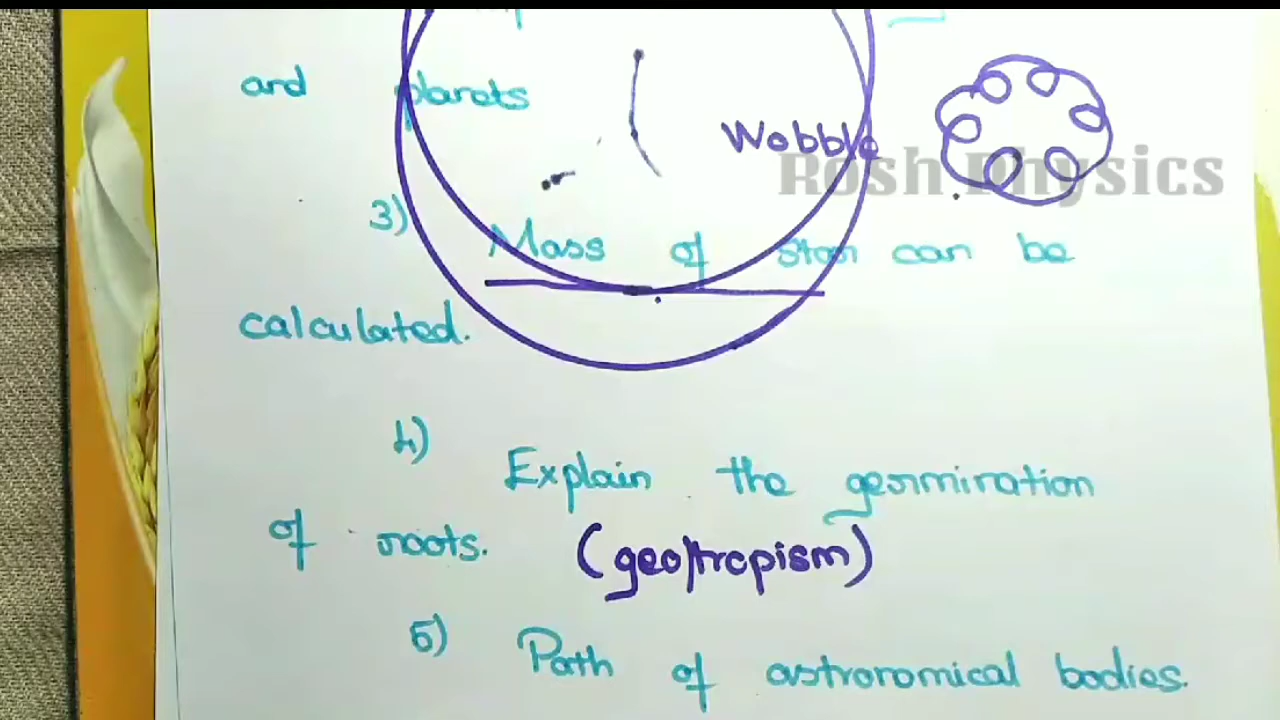 and planets
Wobble
Rosh Physics
3) Mass of star can be
calculated.
4) Explain the germination
of roots. (geotropism)
5) Path of astronomical bodies.